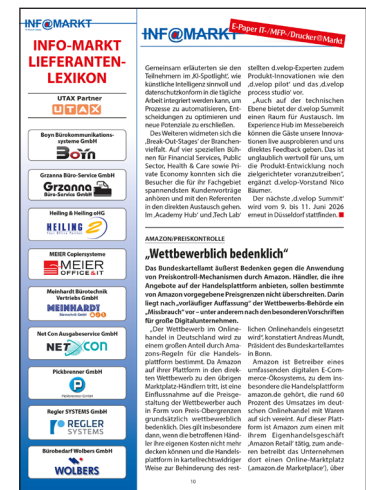 INF@MARKT
INFO-MARKT
LIEFERANTEN-
LEXIKON
UTAX Partner
UTAX
Boyn Bürokommunikations-
systeme GmbH
Boyn
Grzanna Büro-Service GmbH
Grzanna
Büro-Service GmbH
Heiling & Heiling oHG
HEILING 2
MEIER Copiersysteme
MEIER
OFFICE & IT
Meinhardt Bürotechnik
Vertriebs GmbH
MEINHARDT
Net Con Ausgabeservice GmbH
NET CON
Pickbrenner GmbH
Pickbrenner GmbH
Regler SYSTEMS GmbH
REGLER
SYSTEMS
Bürobedarf Wolbers GmbH
WOLBERS
INF@MARKT
E-Paper IT-/MFP-/Drucker@Markt
Gemeinsam erläuterten sie den
Teilnehmern im ‚KI-Spotlight', wie
künstliche Intelligenz sinnvoll und
datenschutzkonform in die tägliche
Arbeit integriert werden kann, um
Prozesse zu automatisieren, Ent-
scheidungen zu optimieren und
neue Potenziale zu erschließen.
Des Weiteren widmeten sich die
‚Break-Out-Stages' der Branchen-
vielfalt. Auf vier speziellen Büh-
nen für Financial Services, Public
Sector, Health & Care sowie Pri-
vate Economy konnten sich die
Besucher die für ihr Fachgebiet
spannendsten Kundenvorträge
anhören und mit den Referenten
in den direkten Austausch gehen.
Im ‚Academy Hub' und ‚Tech Lab'
stellten d.velop-Experten zudem
Produkt-Innovationen wie den
‚d.velop pilot' und das ‚d.velop
process studio' vor.
„Auch auf der technischen
Ebene bietet der d.velop Summit
einen Raum für Austausch. Im
Experience Hub im Messebereich
können die Gäste unsere Innova-
tionen live ausprobieren und uns
direktes Feedback geben. Das ist
unglaublich wertvoll für uns, um
die Produkt-Entwicklung noch
zielgerichteter voranzutreiben",
ergänzt d.velop-Vorstand Nico
Bäumer.
Der nächste ‚d.velop Summit'
wird vom 9. bis 11. Juni 2026
erneut in Düsseldorf stattfinden.
AMAZON/PREISKONTROLLE
„Wettbewerblich bedenklich"
Das Bundeskartellamt äußerst Bedenken gegen die Anwendung
von Preiskontroll-Mechanismen durch Amazon. Händler, die ihre
Angebote auf der Handelsplattform anbieten, sollen bestimmte
von Amazon vorgegebene Preisgrenzen nicht überschreiten. Darin
liegt nach „vorläufiger Auffassung" der Wettbewerbs-Behörde ein
„Missbrauch" vor – unter anderem nach den besonderen Vorschriften
für große Digitalunternehmen.
„Der Wettbewerb im Online-
handel in Deutschland wird zu
einem großen Anteil durch Ama-
zons-Regeln für die Handels-
plattform bestimmt. Da Amazon
auf ihrer Plattform in den direk-
ten Wettbewerb zu den übrigen
Marktplatz-Händlern tritt, ist eine
Einflussnahme auf die Preisge-
staltung der Wettbewerber auch
in Form von Preis-Obergrenzen
grundsätzlich wettbewerblich
bedenklich. Dies gilt insbesondere
dann, wenn die betroffenen Händ-
ler ihre eigenen Kosten nicht mehr
decken können und die Handels-
plattform in kartellrechtswidriger
Weise zur Behinderung des rest-
lichen Onlinehandels eingesetzt
wird", konstatiert Andreas Mundt,
Präsident des Bundeskartellamtes
in Bonn.
Amazon ist Betreiber eines
umfassenden digitalen E-Com-
merce-Ökosystems, zu dem ins-
besondere die Handelsplattform
amazon.de gehört, die rund 60
Prozent des Umsatzes im deut-
schen Onlinehandel mit Waren
auf sich vereint. Auf dieser Platt-
form ist Amazon zum einen mit
ihrem Eigenhandelsgeschäft
‚Amazon Retail' tätig, zum ande-
ren betreibt das Unternehmen
dort einen Online-Marktplatz
(‚amazon.de Marketplace'), über
10